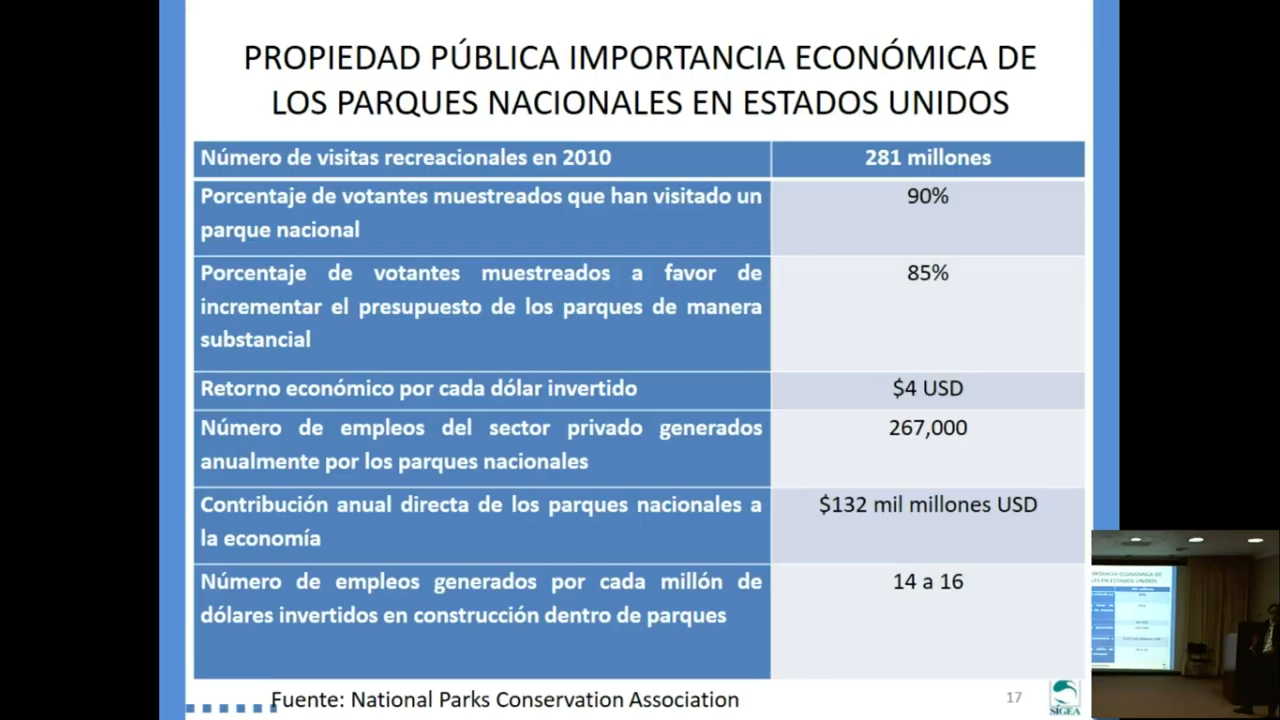 PROPIEDAD PÚBLICA IMPORTANCIA ECONÓMICA DE
LOS PARQUES NACIONALES EN ESTADOS UNIDOS
Número de visitas recreacionales en 2010 281 millones
Porcentaje de votantes muestreados que han visitado un 90%
parque nacional
Porcentaje de votantes muestreados a favor de 85%
incrementar el presupuesto de los parques de manera
substancial
Retorno económico por cada dólar invertido $4 USD
Número de empleos del sector privado generados 267,000
anualmente por los parques nacionales
Contribución anual directa de los parques nacionales a $132 mil millones USD
la economía
Número de empleos generados por cada millón de 14 a 16
dólares invertidos en construcción dentro de parques
Fuente: National Parks Conservation Association
17
SIGEA